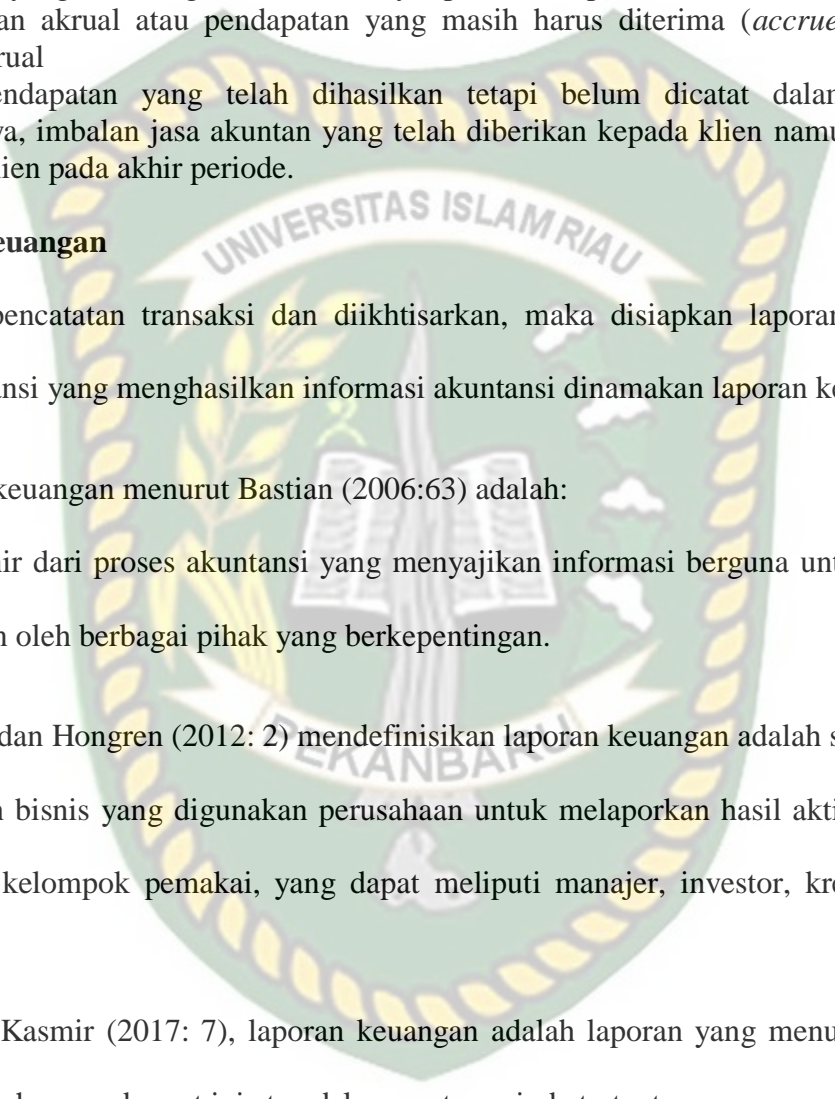 an akrual atau pendapatan yang masih harus diterima (accrue
rual
endapatan yang telah dihasilkan tetapi belum dicatat dalan
va, imbalan jasa akuntan yang telah diberikan kepada klien namu
lien pada akhir periode.
UNIVERSITAS ISLAM RIAU
euangan
pencatatan transaksi dan diikhtisarkan, maka disiapkan laporan
ansi yang menghasilkan informasi akuntansi dinamakan laporan ke
keuangan menurut Bastian (2006:63) adalah:
hir dari proses akuntansi yang menyajikan informasi berguna unt
n oleh berbagai pihak yang berkepentingan.
dan Hongren (2012: 2) mendefinisikan laporan keuangan adalah s
PEKANBARU
n bisnis yang digunakan perusahaan untuk melaporkan hasil akti
kelompok pemakai, yang dapat meliputi manajer, investor, kre
Kasmir (2017: 7), laporan keuangan adalah laporan yang menu